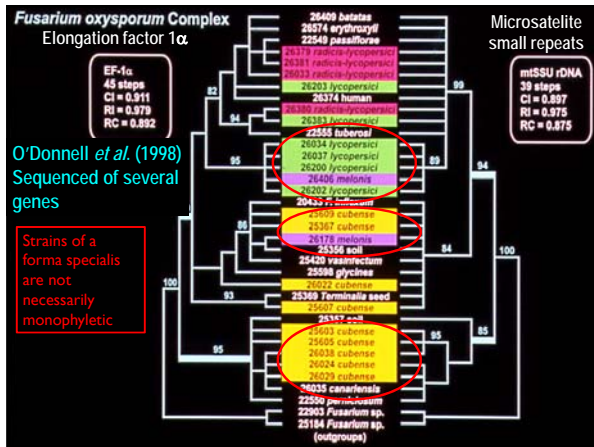 Fusarium oxysporum Complex
Elongation factor 1α
Microsatelite
small repeats
EF-1α
45 steps
CI = 0.911
RI = 0.979
RC = 0.892
mtSSU rDNA
39 steps
CI = 0.897
RI = 0.975
RC = 0.875
O'Donnell et al. (1998)
Sequenced of several
genes
Strains of a
forma specialis
are not
necessarily
monophyletic
26409 batatas
26574 erythroxyli
22549 passiflorae
26379 radicis-lycopersici
26381 radicis-lycopersici
26033 radicis-lycopersici
26203 lycopersici
26374 human
26380 radicis-lycopersici
26383 lycopersici
22555 tuberosi
26034 lycopersici
26037 lycopersici
26200 lycopersici
26406 melonis
26202 lycopersici
20433 F. inflexum
25609 cubense
25367 cubense
26178 melonis
25356 soil
25420 vasinfectum
25598 glycines
26022 cubense
25369 Terminalia seed
25607 cubense
25357 soil
25603 cubense
25605 cubense
26038 cubense
26024 cubense
26029 cubense
26035 canariensis
22550 perniciosum
22903 Fusarium sp.
25184 Fusarium sp.
(outgroups)
82
94
95
86
93
100
95
99
89
94
84
100
85
95